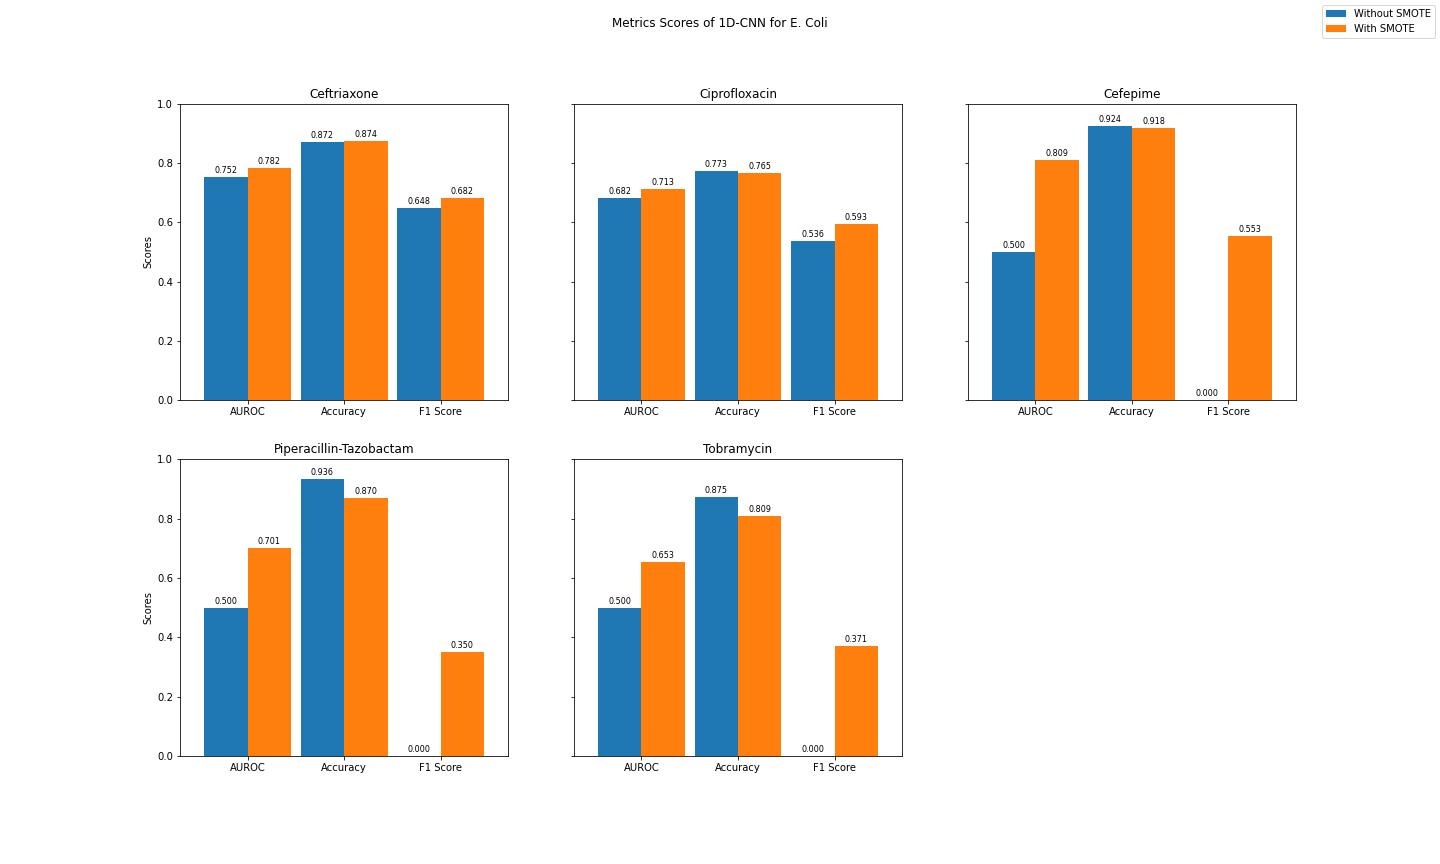 Metrics Scores of 1D-CNN for E. Coli
Without SMOTE
With SMOTE
Ceftriaxone
1.0
0.8
0.6
0.4
0.2
0.0
Scores
0.752
0.782
0.872
0.874
0.648
0.682
AUROC
Accuracy
F1 Score
Ciprofloxacin
0.682
0.713
0.773
0.765
0.536
0.593
AUROC
Accuracy
F1 Score
Cefepime
0.500
0.809
0.924
0.918
0.000
0.553
AUROC
Accuracy
F1 Score
Piperacillin-Tazobactam
1.0
0.8
0.6
0.4
0.2
0.0
Scores
0.500
0.701
0.936
0.870
0.000
0.350
AUROC
Accuracy
F1 Score
Tobramycin
0.500
0.653
0.875
0.809
0.000
0.371
AUROC
Accuracy
F1 Score